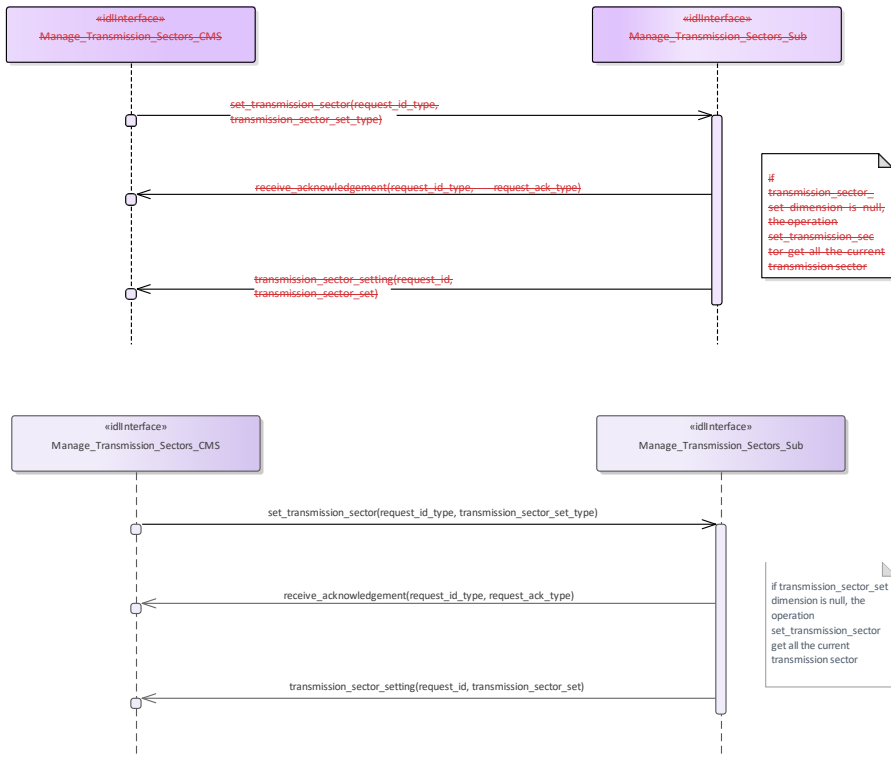 «idlInterface»
Manage_Transmission_Sectors_CMS
«idlInterface»
Manage_Transmission_Sectors_Sub
set_transmission_sector(request_id_type,
transmission_sector_set_type)
receive_acknowledgement(request_id_type, request_ack_type)
if
transmission_sector_
set dimension is null,
the operation
set_transmission_sec
tor get all the current
transmission sector
transmission_sector_setting(request_id,
transmission_sector_set)
«idlInterface»
Manage_Transmission_Sectors_CMS
«idlInterface»
Manage_Transmission_Sectors_Sub
set_transmission_sector(request_id_type, transmission_sector_set_type)
receive_acknowledgement(request_id_type, request_ack_type)
if transmission_sector_set
dimension is null, the
operation
set_transmission_sector
get all the current
transmission sector
transmission_sector_setting(request_id, transmission_sector_set)